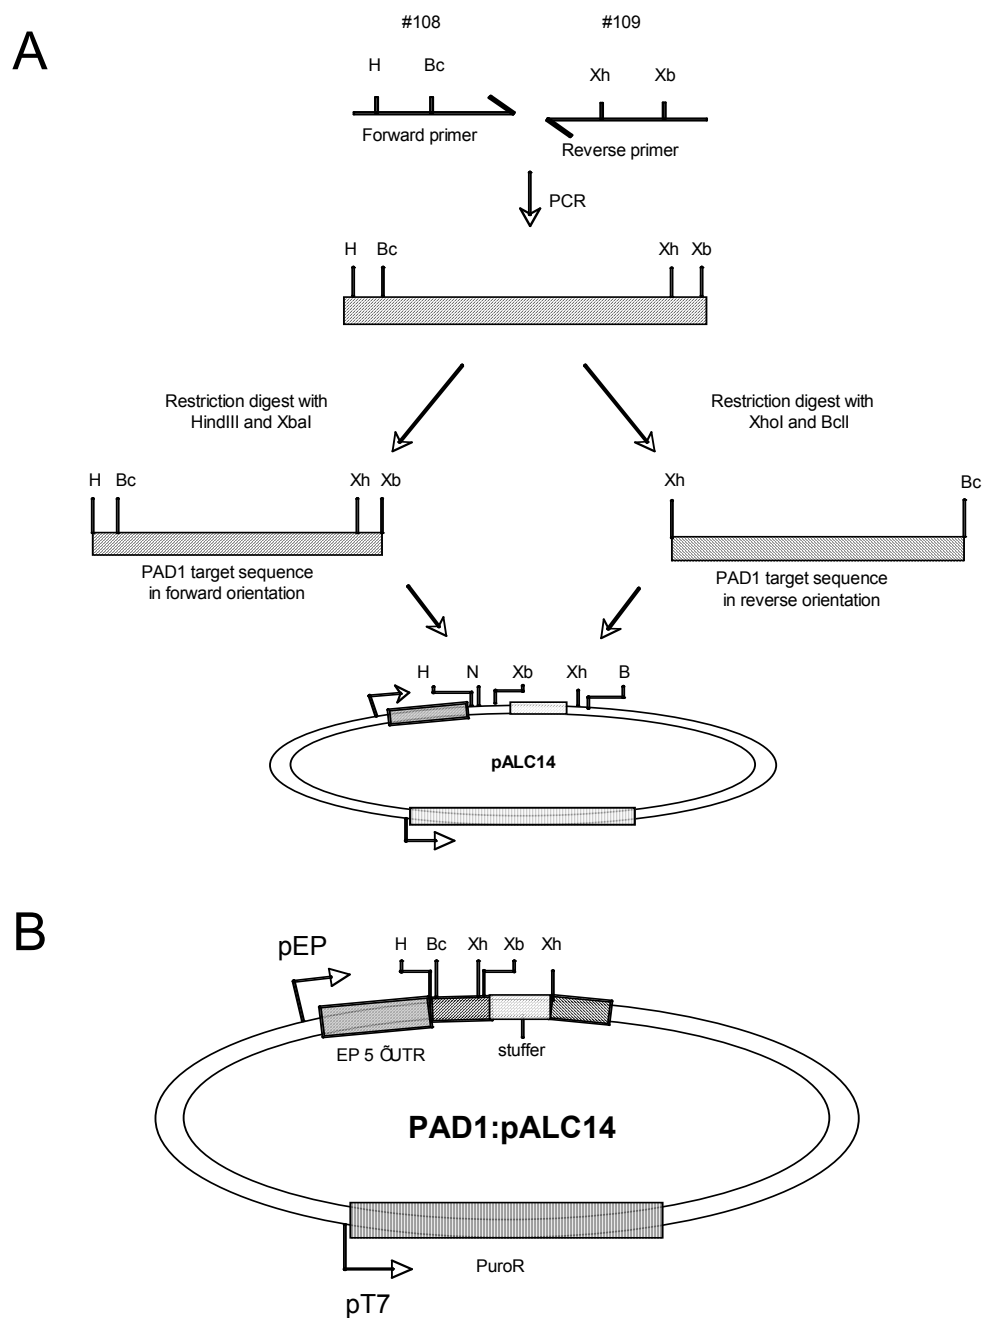 A
#108
#109
H
Bc
Xh
Xb
Forward primer
Reverse primer
PCR
H
Bc
Xh
Xb
Restriction digest with
HindIII and XbaI
Restriction digest with
XhoI and BclI
H
Bc
Xh
Xb
Xh
Bc
PAD1 target sequence
in forward orientation
PAD1 target sequence
in reverse orientation
H
N
Xb
Xh
B
pALC14
B
pEP
H
Bc
Xh
Xb
Xh
EP 5 ÕUTR
stuffer
PAD1:pALC14
PuroR
pT7